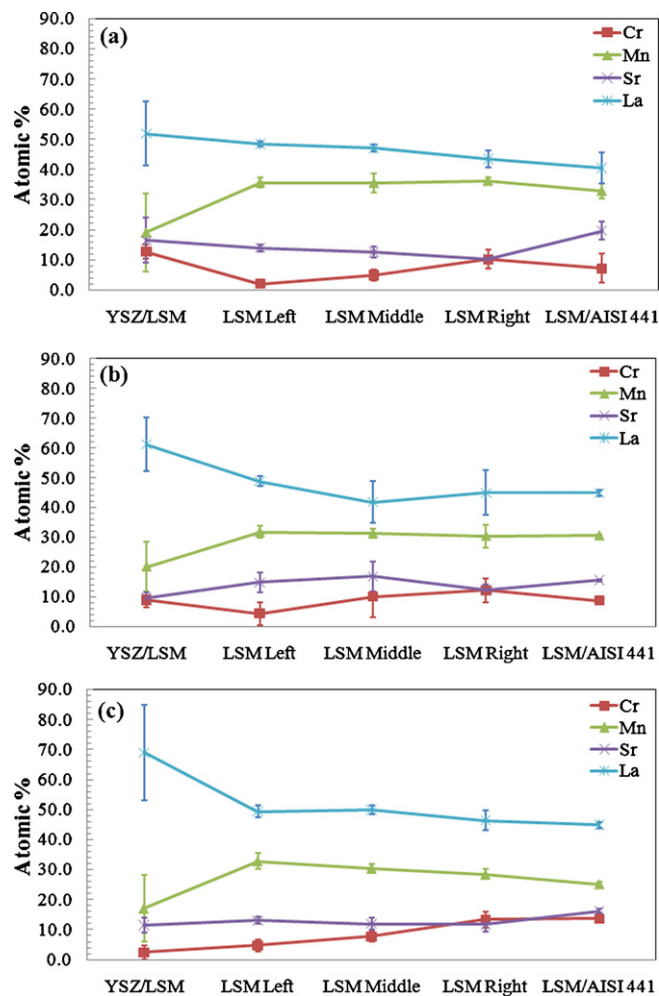 90.0
(a)
Cr
80.0
Mn
70.0
Sr
La
60.0
50.0
40.0
30.0
20.0
10.0
0.0
Atomic %
YSZ/LSM LSM Left LSM Middle LSM Right LSM/AISI 441
90.0
(b)
Cr
80.0
Mn
70.0
Sr
La
60.0
50.0
40.0
30.0
20.0
10.0
0.0
Atomic %
YSZ/LSM LSM Left LSM Middle LSM Right LSM/AISI 441
90.0
(c)
Cr
80.0
Mn
70.0
Sr
La
60.0
50.0
40.0
30.0
20.0
10.0
0.0
Atomic %
YSZ/LSM LSM Left LSM Middle LSM Right LSM/AISI 441